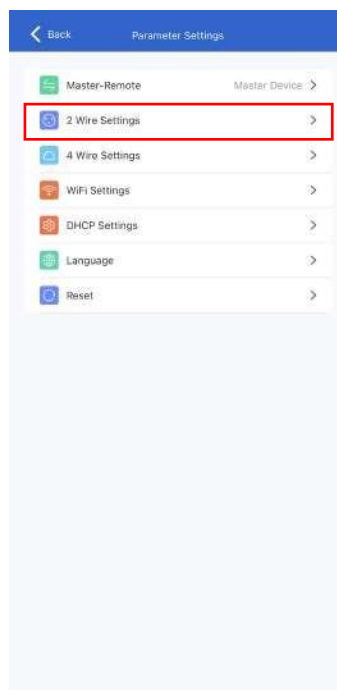 Back Parameter Settings
Master-Remote Master Device
2 Wire Settings
4 Wire Settings
WiFi Settings
DHCP Settings
Language
Reset